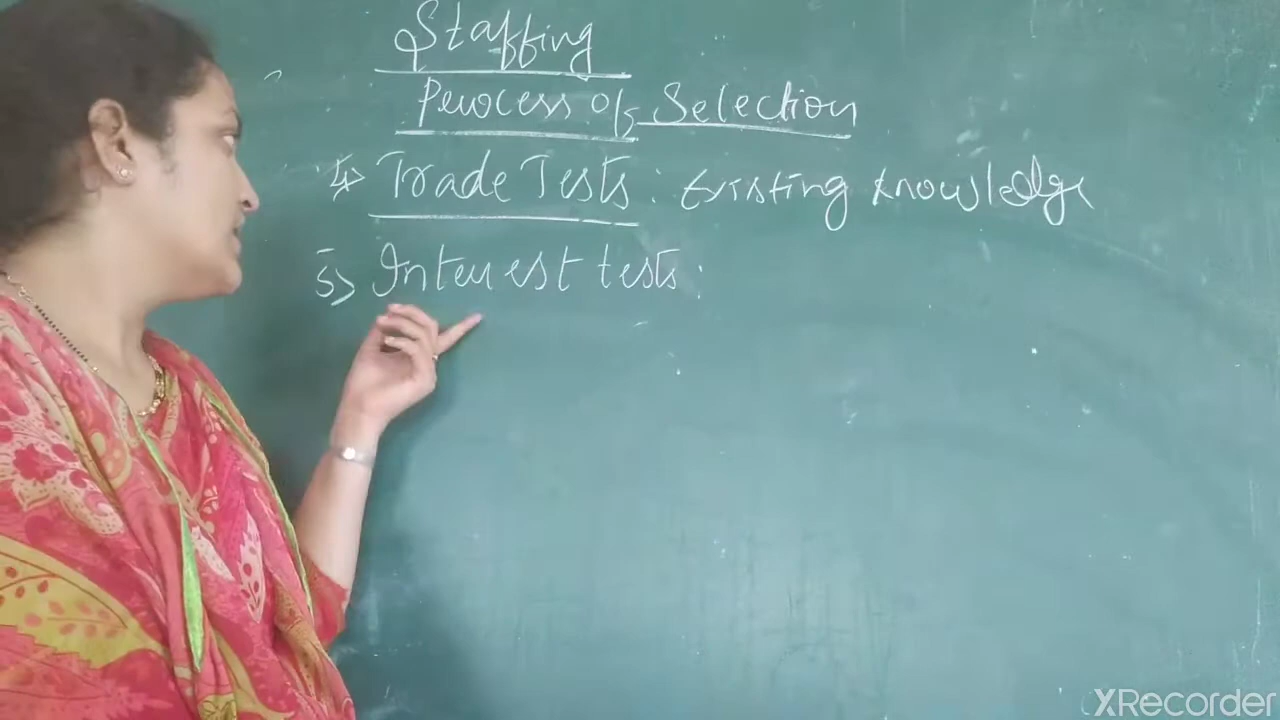 Staffing
Process of Selection
4> Trade Tests: Existing knowledge
5> Interest tests:
XRecorder